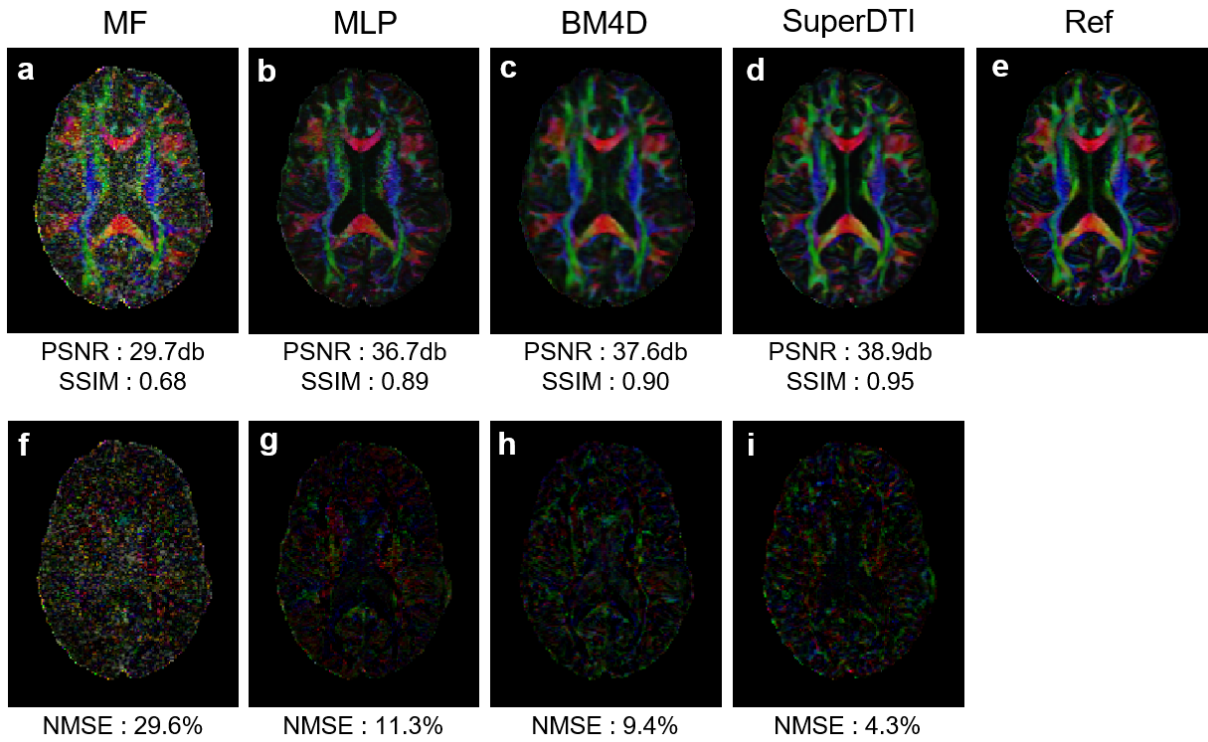 MF MLP BM4D SuperDTI Ref
a b c d e
PSNR : 29.7db PSNR : 36.7db PSNR : 37.6db PSNR : 38.9db
SSIM : 0.68 SSIM : 0.89 SSIM : 0.90 SSIM : 0.95
f g h i
NMSE : 29.6% NMSE : 11.3% NMSE : 9.4% NMSE : 4.3%